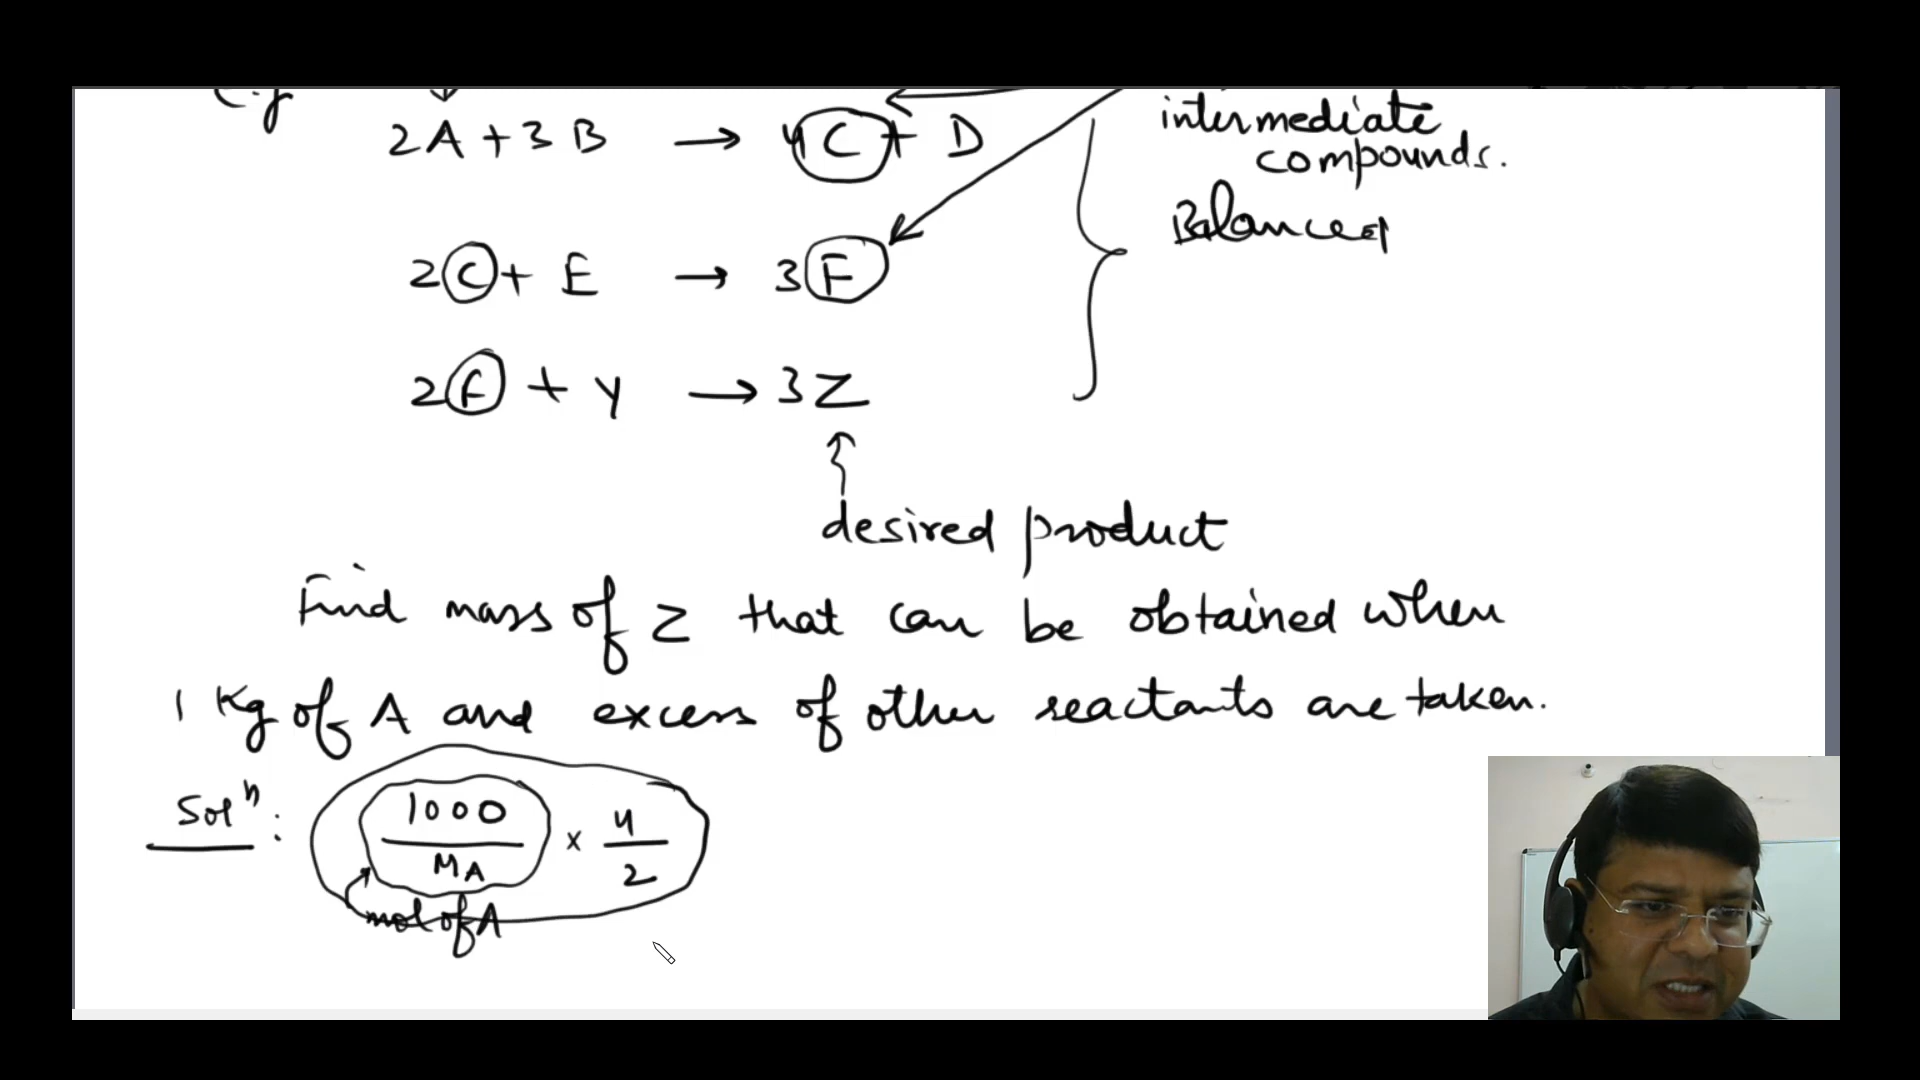 e.g
2A + 3B → 4C + D
intermediate
compounds.
Balanced
2C + E → 3F
2F + Y → 3Z
desired product
Find mass of Z that can be obtained when
1 Kg of A and excess of other reactants are taken.
Solⁿ : 1000/MA × 4/2
mol of A